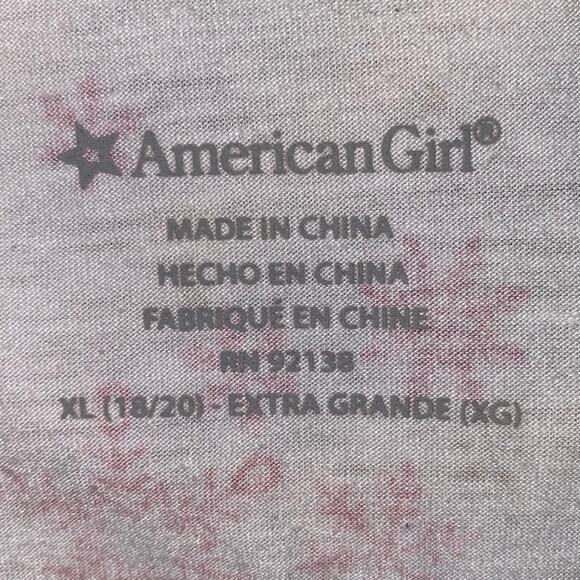 American Girl®
MADE IN CHINA
HECHO EN CHINA
FABRIQUÉ EN CHINE
RN 92138
XL (18/20) - EXTRA GRANDE (XG)